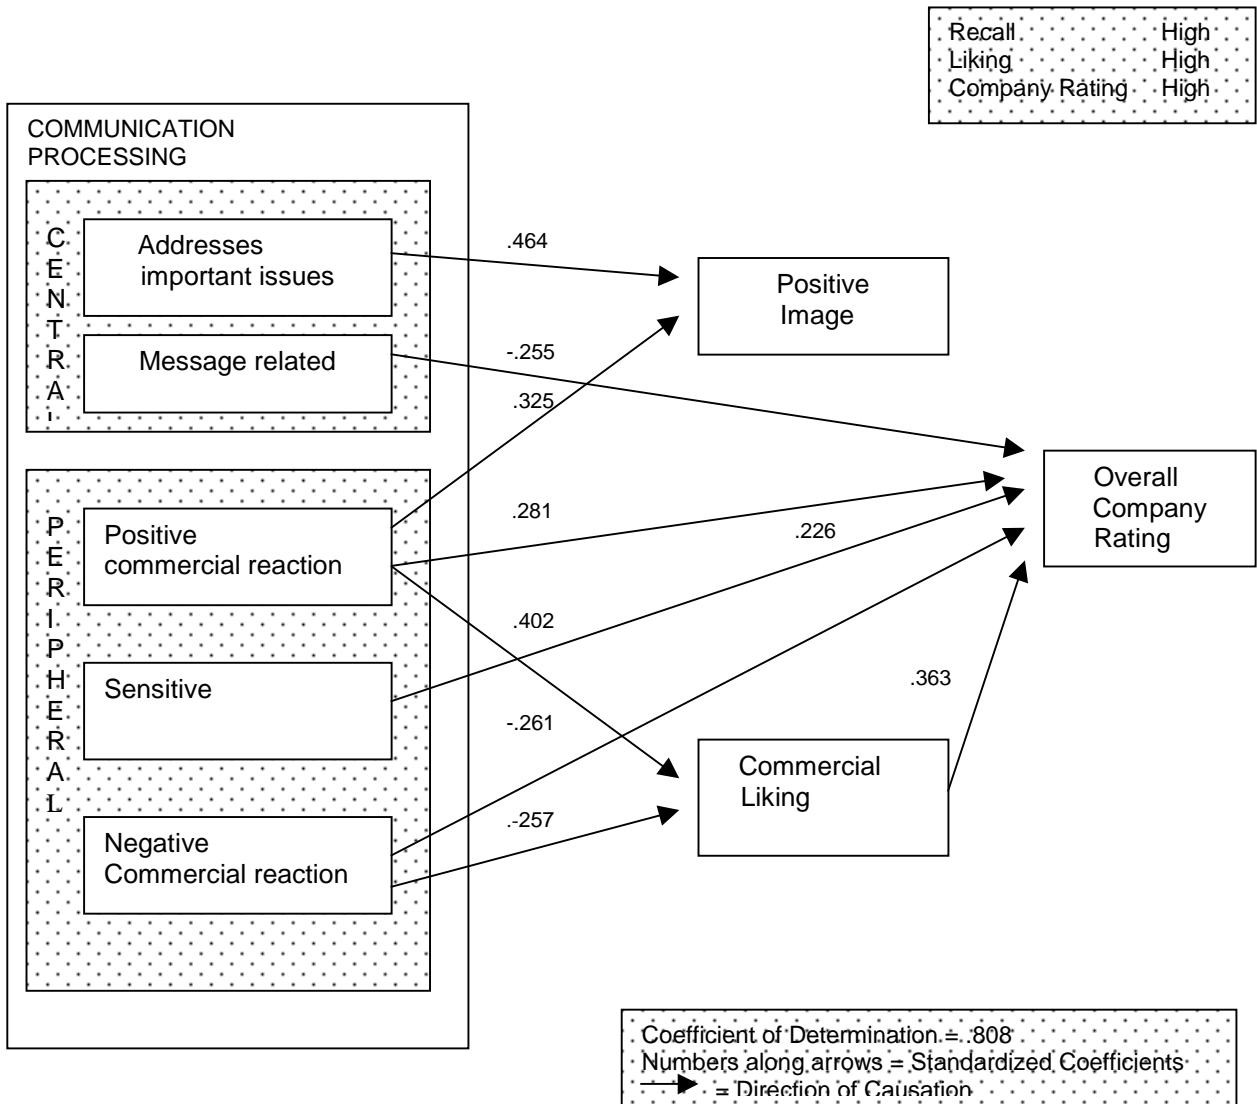 Recall High
Liking High
Company Rating High
COMMUNICATION
PROCESSING
CENTRAL
Addresses
important issues
Message related
PERIPHERAL
Positive
commercial reaction
Sensitive
Negative
Commercial reaction
.464
-.255
.325
.281
.226
.402
-.261
.-257
.363
Positive
Image
Commercial
Liking
Overall
Company
Rating
Coefficient of Determination = .808
Numbers along arrows = Standardized Coefficients
= Direction of Causation